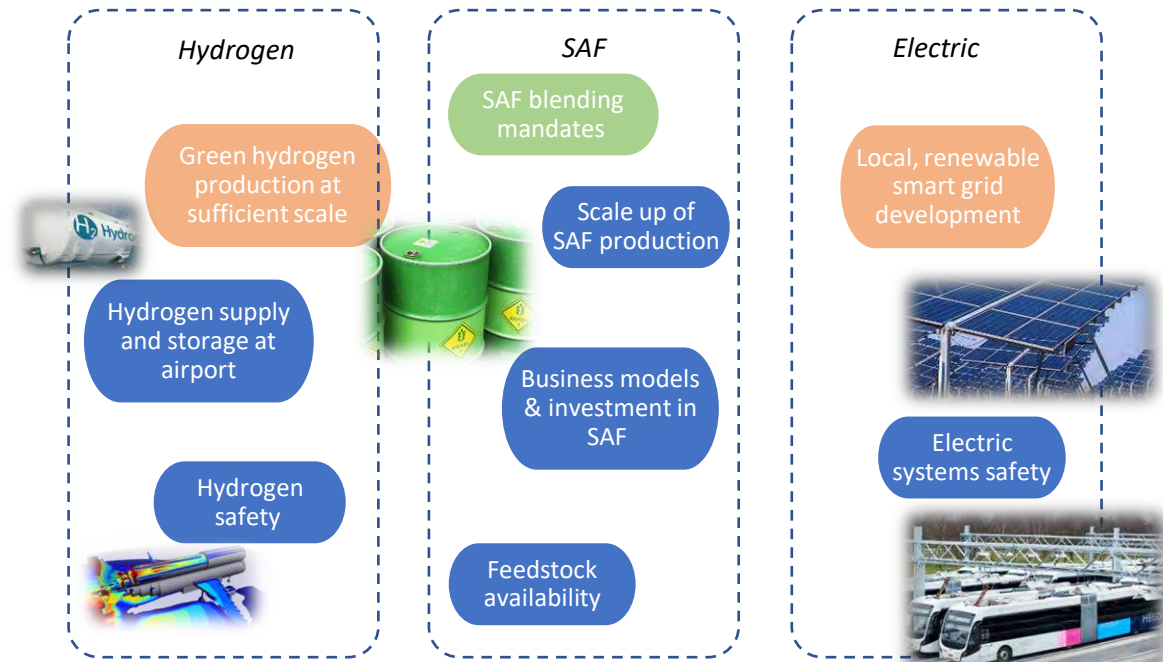 Hydrogen
Green hydrogen
production at
sufficient scale
H2 Hydro
Hydrogen supply
and storage at
airport
Hydrogen
safety
SAF
SAF blending
mandates
Scale up of
SAF production
Business models
& investment in
SAF
Feedstock
availability
Electric
Local, renewable
smart grid
development
Electric
systems safety